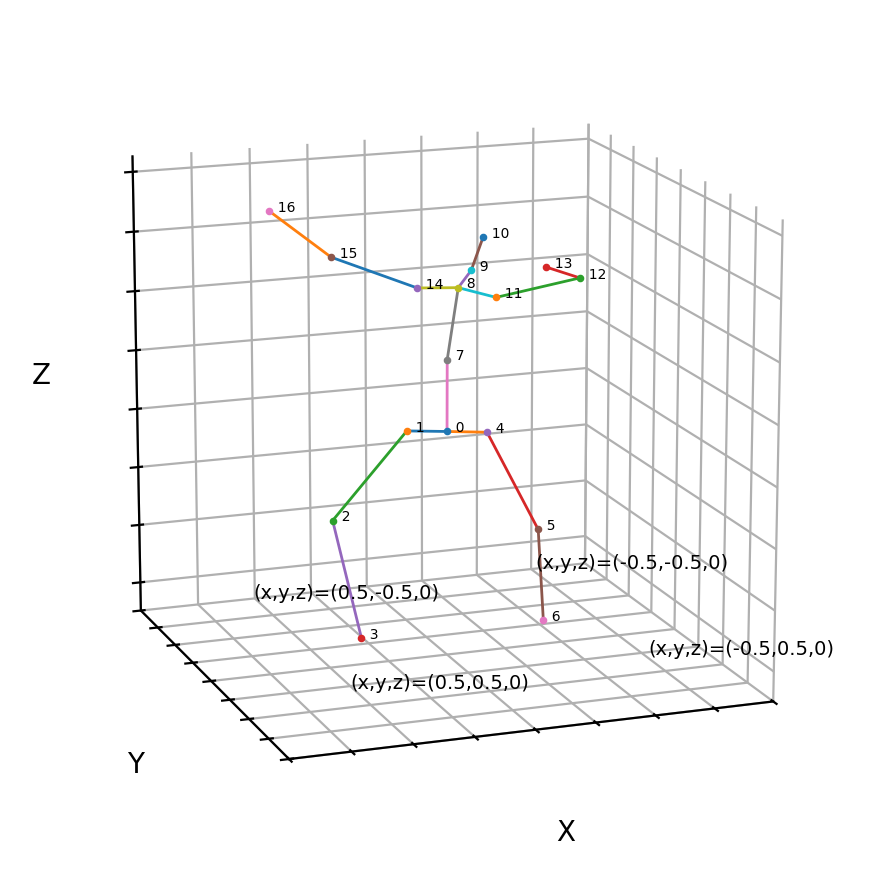 16
10
15
9
13
12
14
8
11
7
Z
1
0
4
2
5
(x,y,z)=(-0.5,-0.5,0)
(x,y,z)=(0.5,-0.5,0)
6
3
(x,y,z)=(-0.5,0.5,0)
(x,y,z)=(0.5,0.5,0)
Y
X